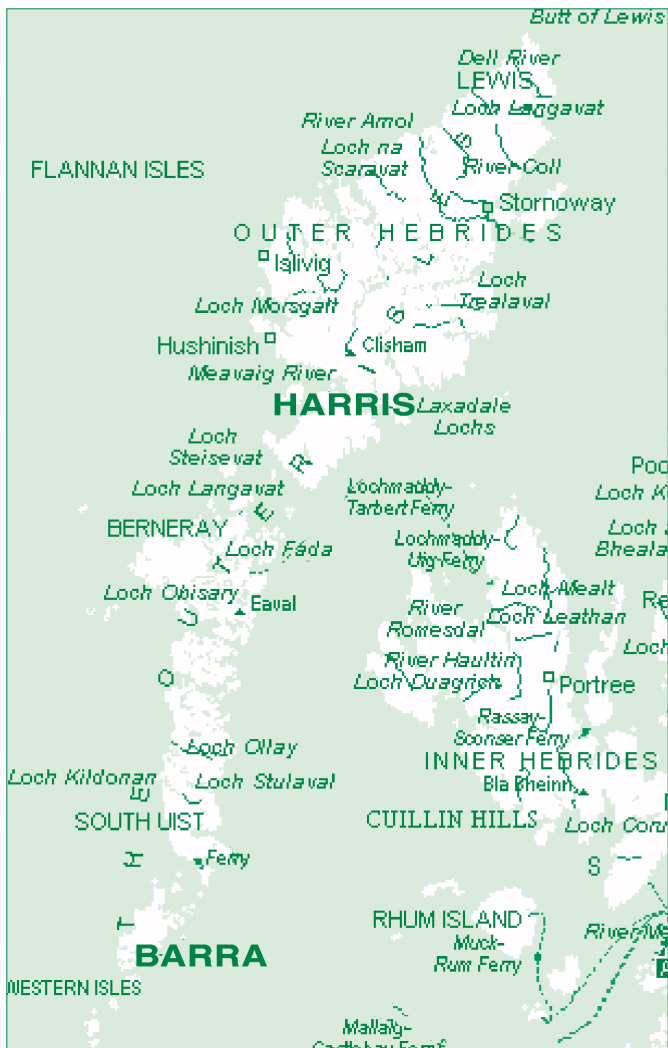 Butt of Lewis
Dell River
LEWIS
Loch Langavat
River Amol
Loch na
Scaravat
River Coll
FLANNAN ISLES
Stornoway
OUTER HEBRIDES
Islivig
Loch
Trealaval
Loch Morsgatt
Hushinish
Clisham
Meavaig River
HARRIS
Laxadale
Lochs
Loch
Steisevat
Loch Langavat
Lochmaddy-
Tarbert Ferry
BERNERAY
Lochmaddy-
Uig Ferry
Loch Fada
Loch Obisary
Eaval
Loch Mealt
Loch Leathan
River
Romesdal
River Haultin
Loch Duagrich
Portree
Rassay-
Sconser Ferry
Loch Ollay
INNER HEBRIDES
Loch Kildonan
Loch Stulaval
Bla Bheinn
SOUTH UIST
CUILLIN HILLS
Ferry
S
RHUM ISLAND
BARRA
Muck-
Rum Ferry
WESTERN ISLES
Mallaig-